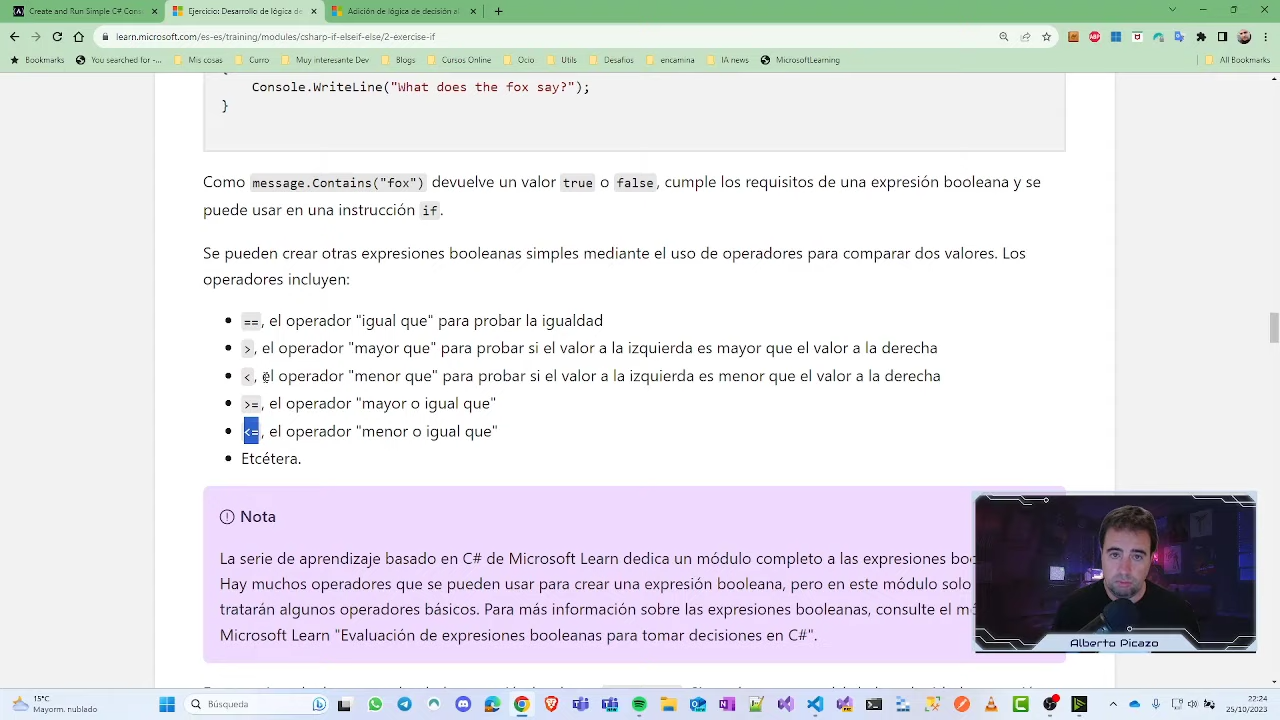 Create and Run Simple C# Cons
Ejercicio: Desarrollo de lógica de
Adición de lógica de decisión al
learn.microsoft.com/es-es/training/modules/csharp-if-elseif-else/2-exercise-if
Bookmarks
You searched for -...
Mis cosas
Curro
Muy interesante Dev
Blogs
Cursos Online
Ocio
Utils
Desafios
encamina
IA news
MicrosoftLearning
All Bookmarks
Console.WriteLine("What does the fox say?");
}
Como message.Contains("fox") devuelve un valor true o false, cumple los requisitos de una expresión booleana y se
puede usar en una instrucción if.
Se pueden crear otras expresiones booleanas simples mediante el uso de operadores para comparar dos valores. Los
operadores incluyen:
==, el operador "igual que" para probar la igualdad
>, el operador "mayor que" para probar si el valor a la izquierda es mayor que el valor a la derecha
<, el operador "menor que" para probar si el valor a la izquierda es menor que el valor a la derecha
>=, el operador "mayor o igual que"
<=, el operador "menor o igual que"
Etcétera.
Nota
La serie de aprendizaje basado en C# de Microsoft Learn dedica un módulo completo a las expresiones boo
Hay muchos operadores que se pueden usar para crear una expresión booleana, pero en este módulo solo
tratarán algunos operadores básicos. Para más información sobre las expresiones booleanas, consulte el mó
Microsoft Learn "Evaluación de expresiones booleanas para tomar decisiones en C#".
Alberto Picazo
15°C
Mayorm. nublado
Búsqueda
22:24
25/10/2023